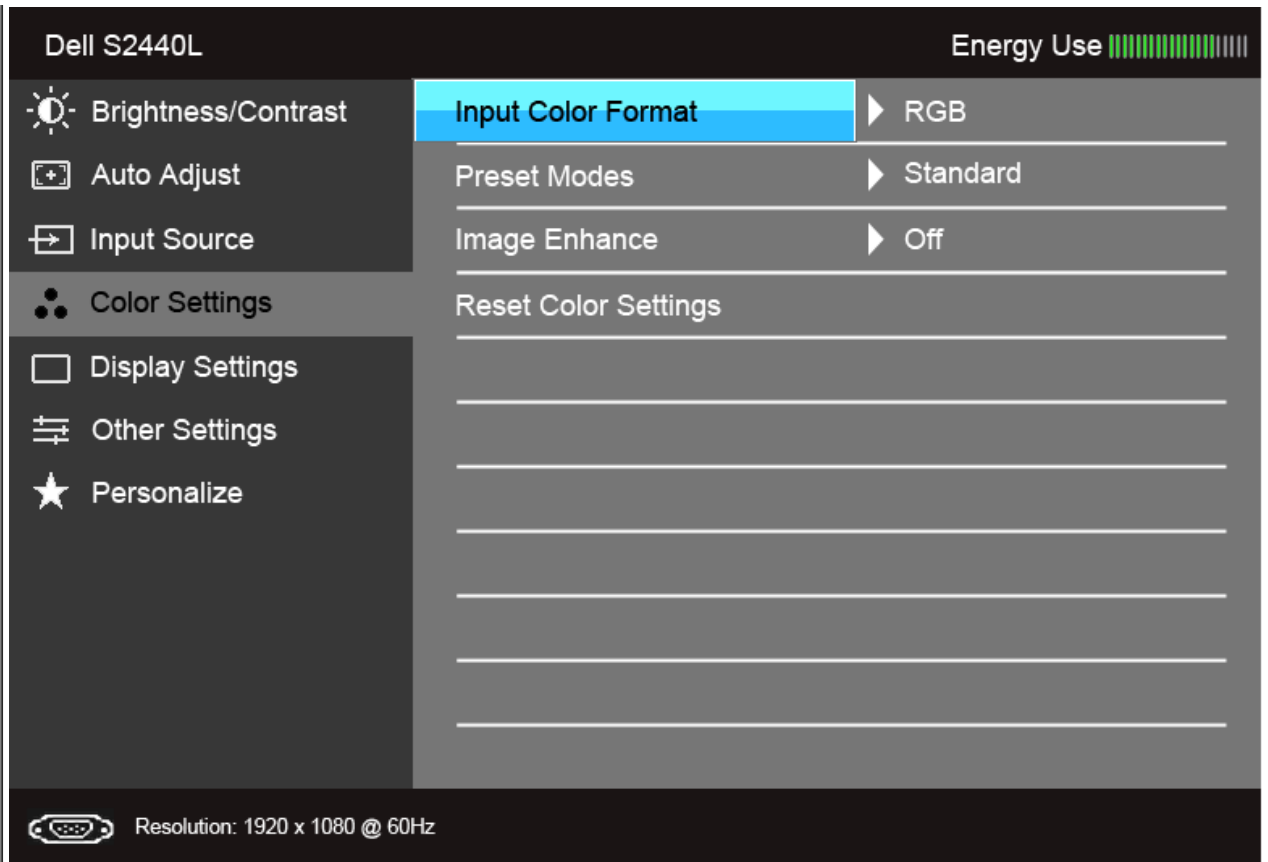 Dell S2440L
Energy Use
Brightness/Contrast
Auto Adjust
Input Source
Color Settings
Display Settings
Other Settings
Personalize
Input Color Format RGB
Preset Modes Standard
Image Enhance Off
Reset Color Settings
Resolution: 1920 x 1080 @ 60Hz